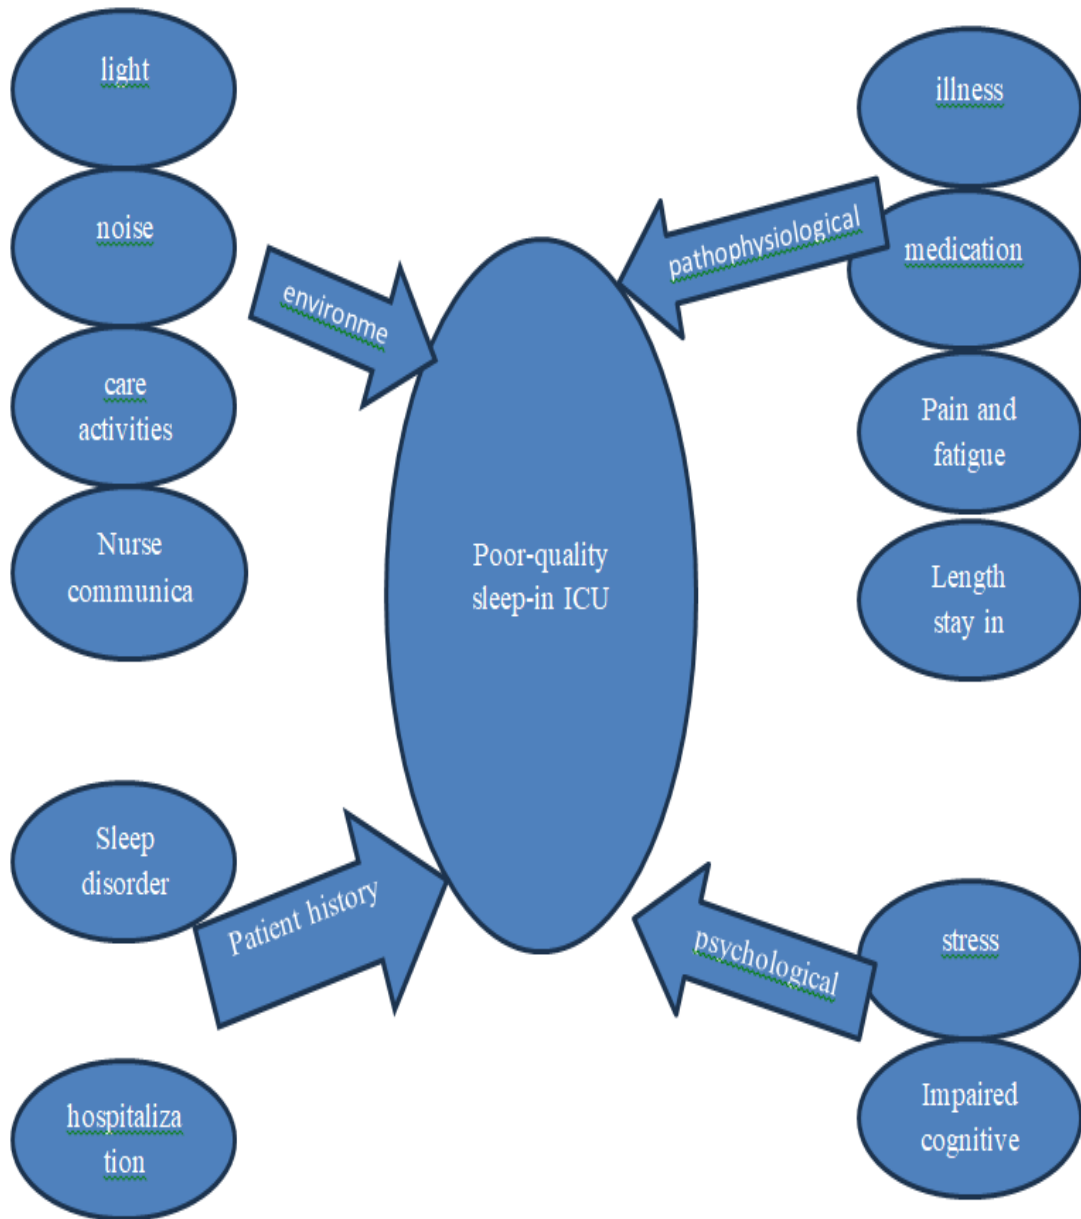 light
noise
care
activities
Nurse
communica
environme
Sleep
disorder
Patient history
hospitaliza
tion
Poor-quality
sleep-in ICU
illness
pathophysiological
medication
Pain and
fatigue
Length
stay in
psychological
stress
Impaired
cognitive